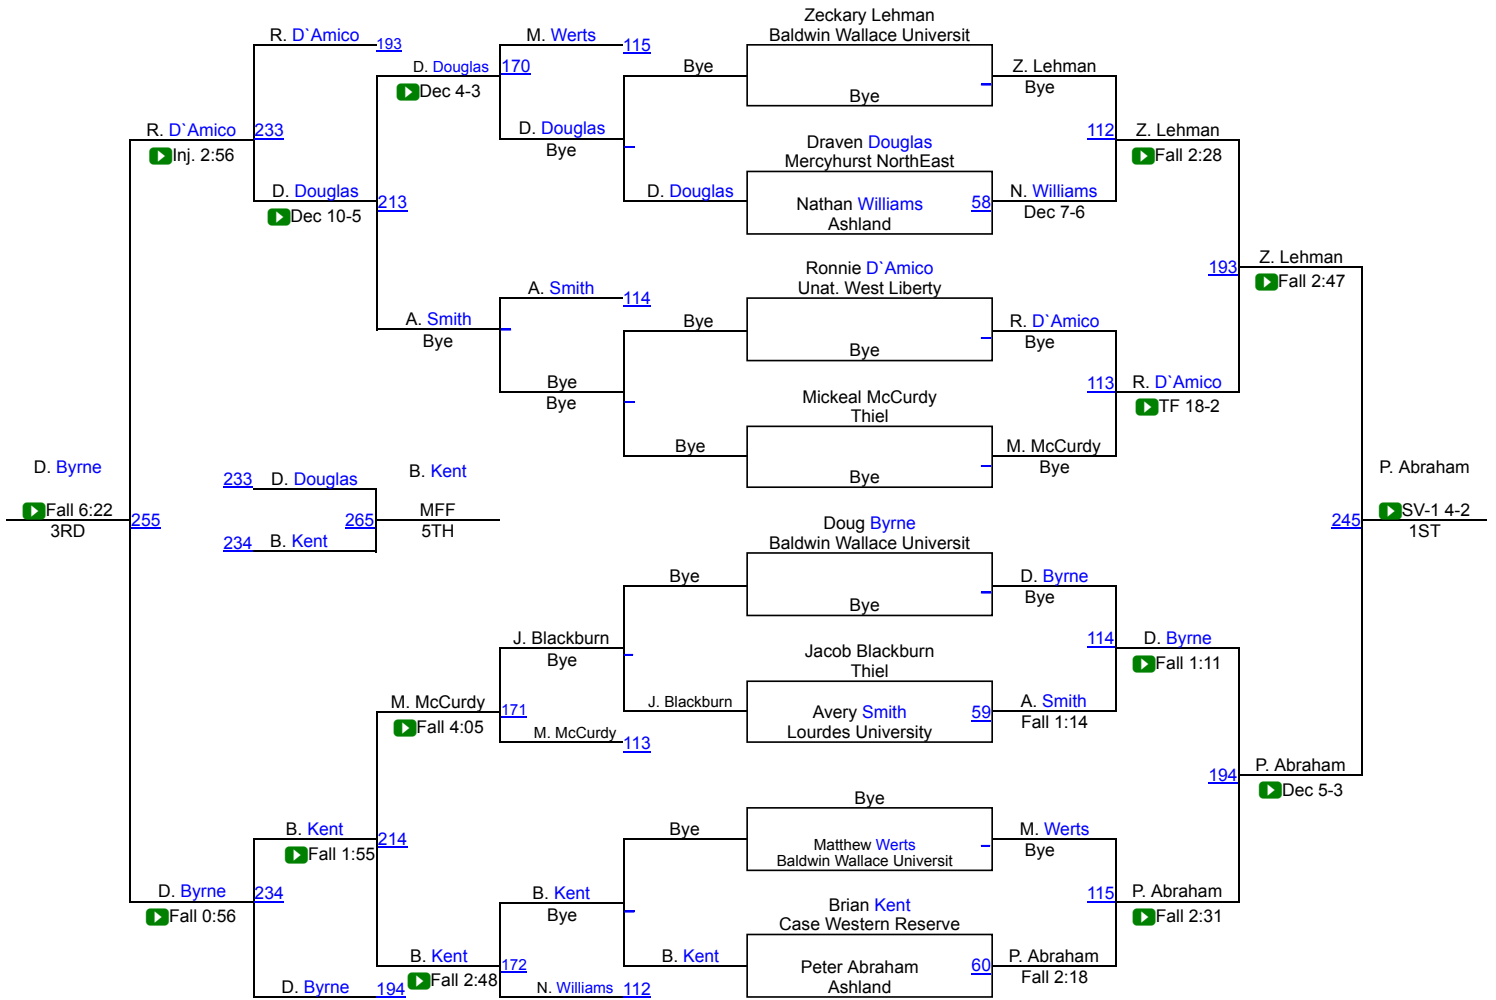 Zeckary Lehman
R. D`Amico
193
M. Werts
115
Baldwin Wallace Universit
D. Douglas
170
Bye
Z. Lehman
Dec 4-3
Bye
Bye
R. D`Amico
233
D. Douglas
112
Z. Lehman
Inj. 2:56
Bye
Draven Douglas
Fall 2:28
Mercyhurst NorthEast
D. Douglas
213
D. Douglas
Nathan Williams
58
N. Williams
Dec 10-5
Ashland
Dec 7-6
Ronnie D`Amico
193
Z. Lehman
A. Smith
114
Unat. West Liberty
Fall 2:47
A. Smith
Bye
R. D`Amico
Bye
Bye
Bye
Bye
Bye
113
R. D`Amico
Mickeal McCurdy
TF 18-2
Thiel
Bye
M. McCurdy
D. Byrne
B. Kent
Bye
Bye
P. Abraham
233
D. Douglas
Fall 6:22
255
265
MFF
245
SV-1 4-2
3RD
5TH
1ST
234
B. Kent
Doug Byrne
Baldwin Wallace Universit
Bye
D. Byrne
Bye
Bye
J. Blackburn
114
D. Byrne
Bye
Jacob Blackburn
Fall 1:11
Thiel
M. McCurdy
171
J. Blackburn
Avery Smith
59
A. Smith
Fall 4:05
M. McCurdy
113
Lourdes University
Fall 1:14
194
P. Abraham
Bye
Dec 5-3
B. Kent
214
Bye
Matthew Werts
M. Werts
Fall 1:55
Baldwin Wallace Universit
Bye
D. Byrne
234
B. Kent
115
P. Abraham
Fall 0:56
Bye
Brian Kent
Fall 2:31
Case Western Reserve
B. Kent
172
B. Kent
Peter Abraham
60
P. Abraham
Fall 2:48
Ashland
Fall 2:18
D. Byrne
194
N. Williams
112